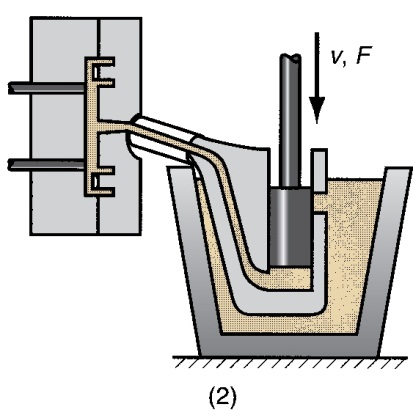 v, F
(2)